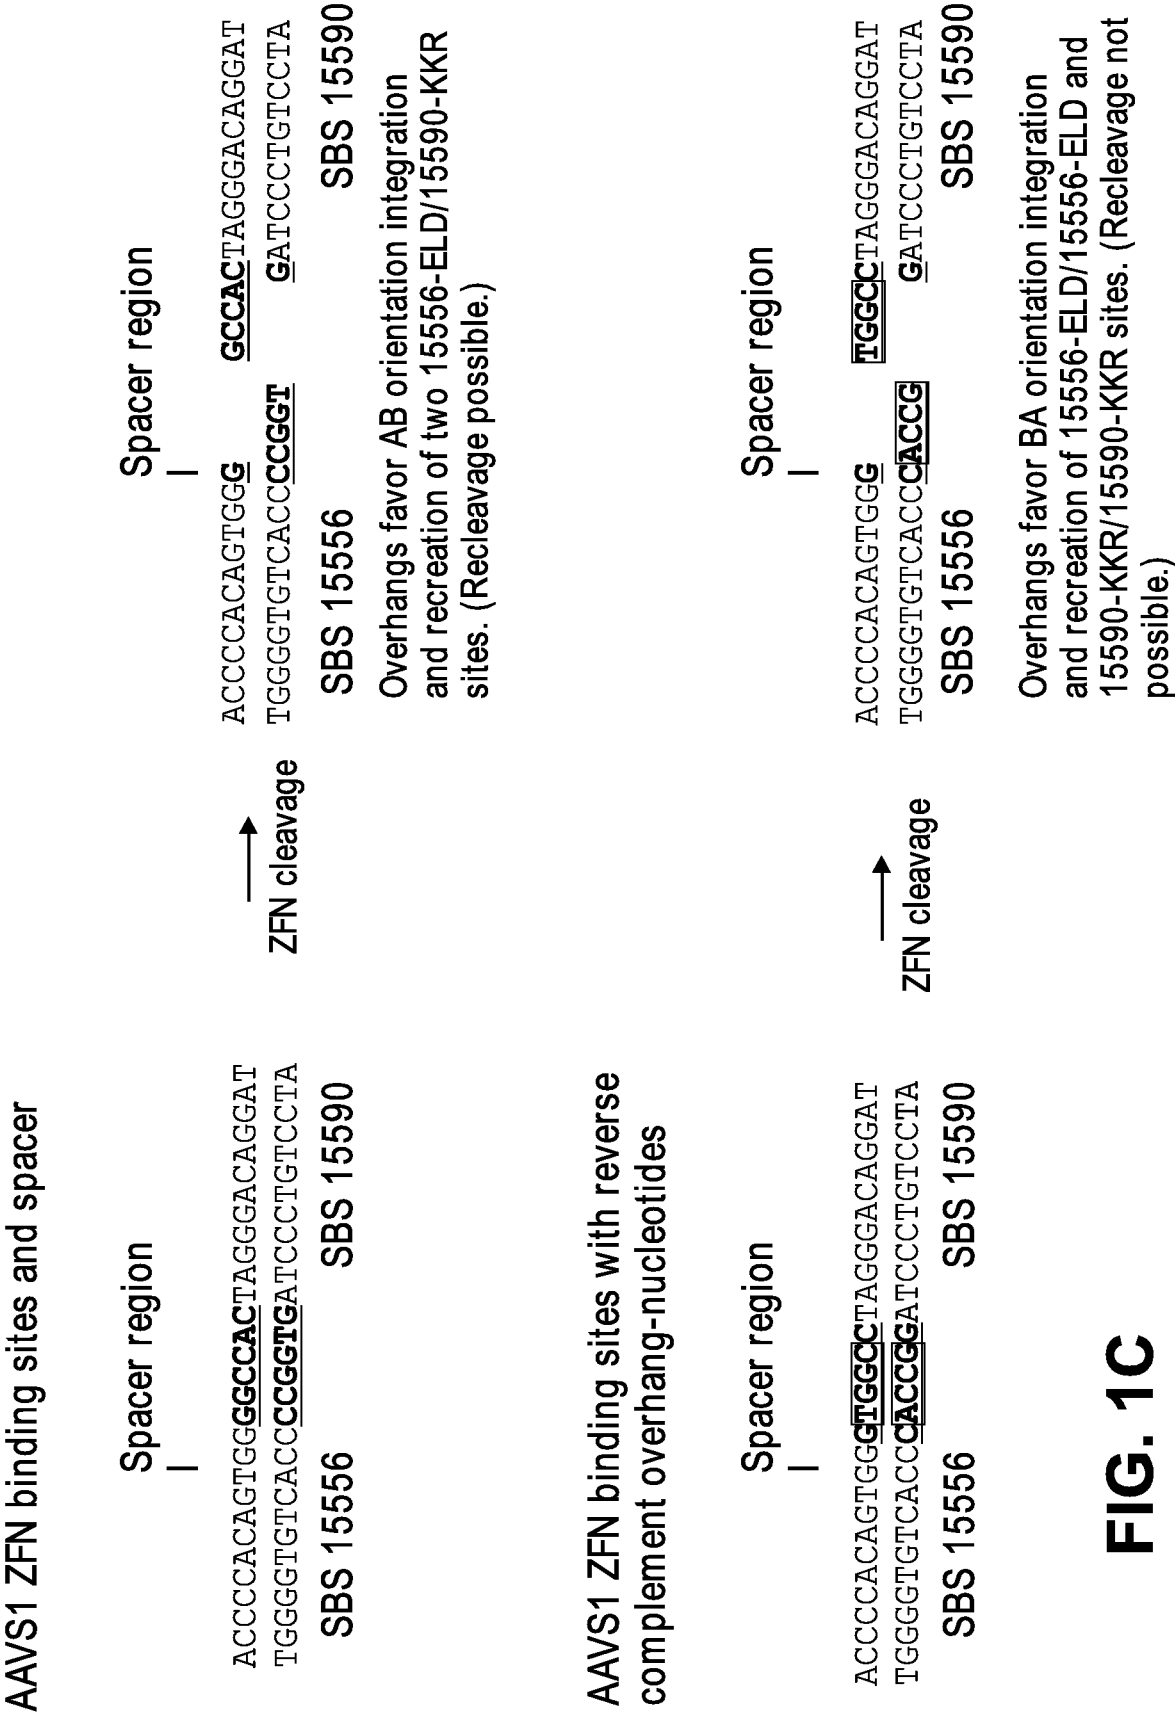 AAVS1 ZFN binding sites and spacer
Spacer region
ACCCCACAGTGGGGCCACTAGGGACAGGAT
TGGGGTGTCACCCCGGTGATCCCTGTCCTA
SBS 15556 SBS 15590
ZFN cleavage
Spacer region
ACCCCACAGTGGG GCCACTAGGGACAGGAT
TGGGGTGTCACCCCGGT GATCCCTGTCCTA
SBS 15556 SBS 15590
Overhangs favor AB orientation integration
and recreation of two 15556-ELD/15590-KKR
sites. (Recleavage possible.)
AAVS1 ZFN binding sites with reverse
complement overhang-nucleotides
Spacer region
ACCCCACAGTGGGTGGCCTAGGGACAGGAT
TGGGGTGTCACCCACCGGATCCCTGTCCTA
SBS 15556 SBS 15590
ZFN cleavage
Spacer region
ACCCCACAGTGGG TGGCCTAGGGACAGGAT
TGGGGTGTCACCCACCG GATCCCTGTCCTA
SBS 15556 SBS 15590
Overhangs favor BA orientation integration
and recreation of 15556-ELD/15556-ELD and
15590-KKR/15590-KKR sites. (Recleavage not
possible.)
FIG. 1C